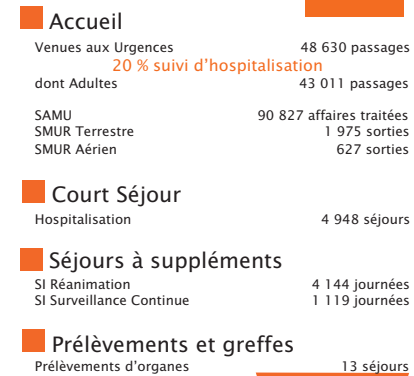 Accueil
Venues aux Urgences 48 630 passages
20 % suivi d’hospitalisation
dont Adultes 43 011 passages
SAMU 90 827 affaires traitées
SMUR Terrestre 1 975 sorties
SMUR Aérien 627 sorties
Court Séjour
Hospitalisation 4 948 séjours
Séjours à suppléments
SI Réanimation 4 144 journées
SI Surveillance Continue 1 119 journées
Prélèvements et greffes
Prélèvements d’organes 13 séjours